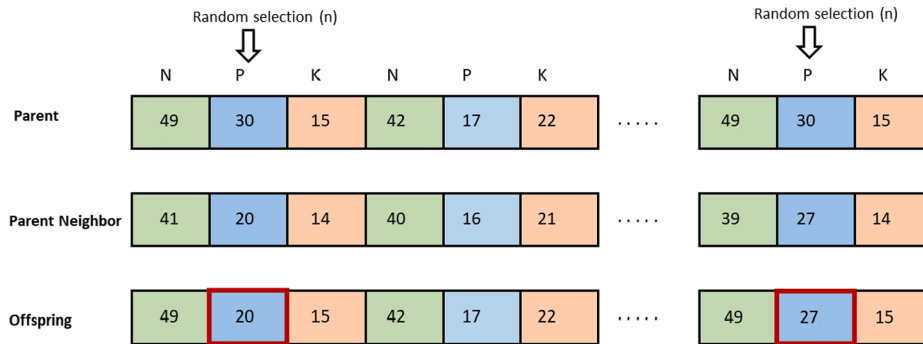 Random selection (n) Random selection (n)
N P K N P K N P K
Parent 49 30 15 42 17 22 ..... 49 30 15
Parent Neighbor 41 20 14 40 16 21 ..... 39 27 14
Offspring 49 20 15 42 17 22 ..... 49 27 15